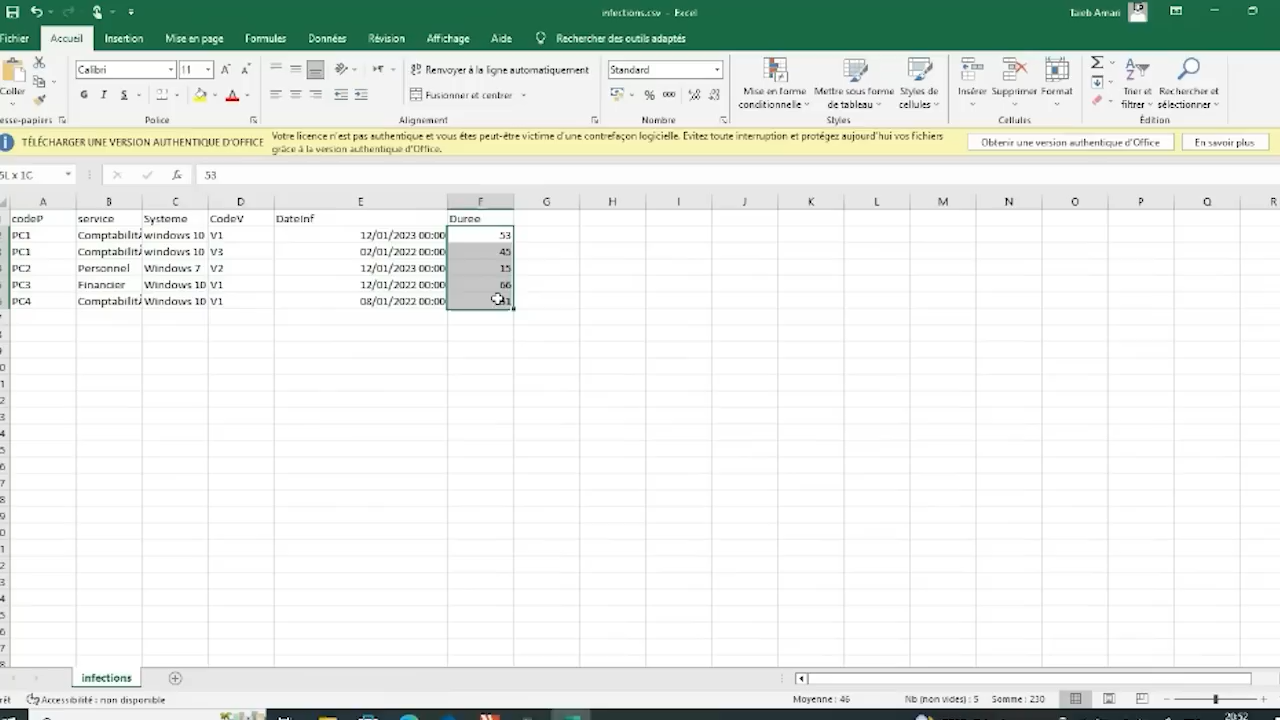 infections.csv - Excel
Taieb Amari
Fichier Accueil Insertion Mise en page Formules Données Révision Affichage Aide Rechercher des outils adaptés
Coller
Calibri 11
G I S
Renvoyer à la ligne automatiquement
Fusionner et centrer
Standard
% 000
Mise en forme conditionnelle
Mettre sous forme de tableau
Styles de cellules
Insérer Supprimer Format
Trier et filtrer
Rechercher et sélectionner
esse-papiers Police Alignement Nombre Styles Cellules Édition
TÉLÉCHARGER UNE VERSION AUTHENTIQUE D'OFFICE
Votre licence n'est pas authentique et vous êtes peut-être victime d'une contrefaçon logicielle. Evitez toute interruption et protégez aujourd'hui vos fichiers
grâce à la version authentique d'Office.
Obtenir une version authentique d'Office
En savoir plus
5L x 1C fx 53
A B C D E F G H I J K L M N O P Q R
codeP service Systeme CodeV DateInf Duree
PC1 Comptabilit windows 10 V1 12/01/2023 00:00 53
PC1 Comptabilit windows 10 V3 02/01/2022 00:00 45
PC2 Personnel Windows 7 V2 12/01/2023 00:00 15
PC3 Financier Windows 10 V1 12/01/2022 00:00 66
PC4 Comptabilit Windows 10 V1 08/01/2022 00:00
infections
Accessibilité : non disponible
Moyenne : 46 Nb (non vides) : 5 Somme : 230
20:52